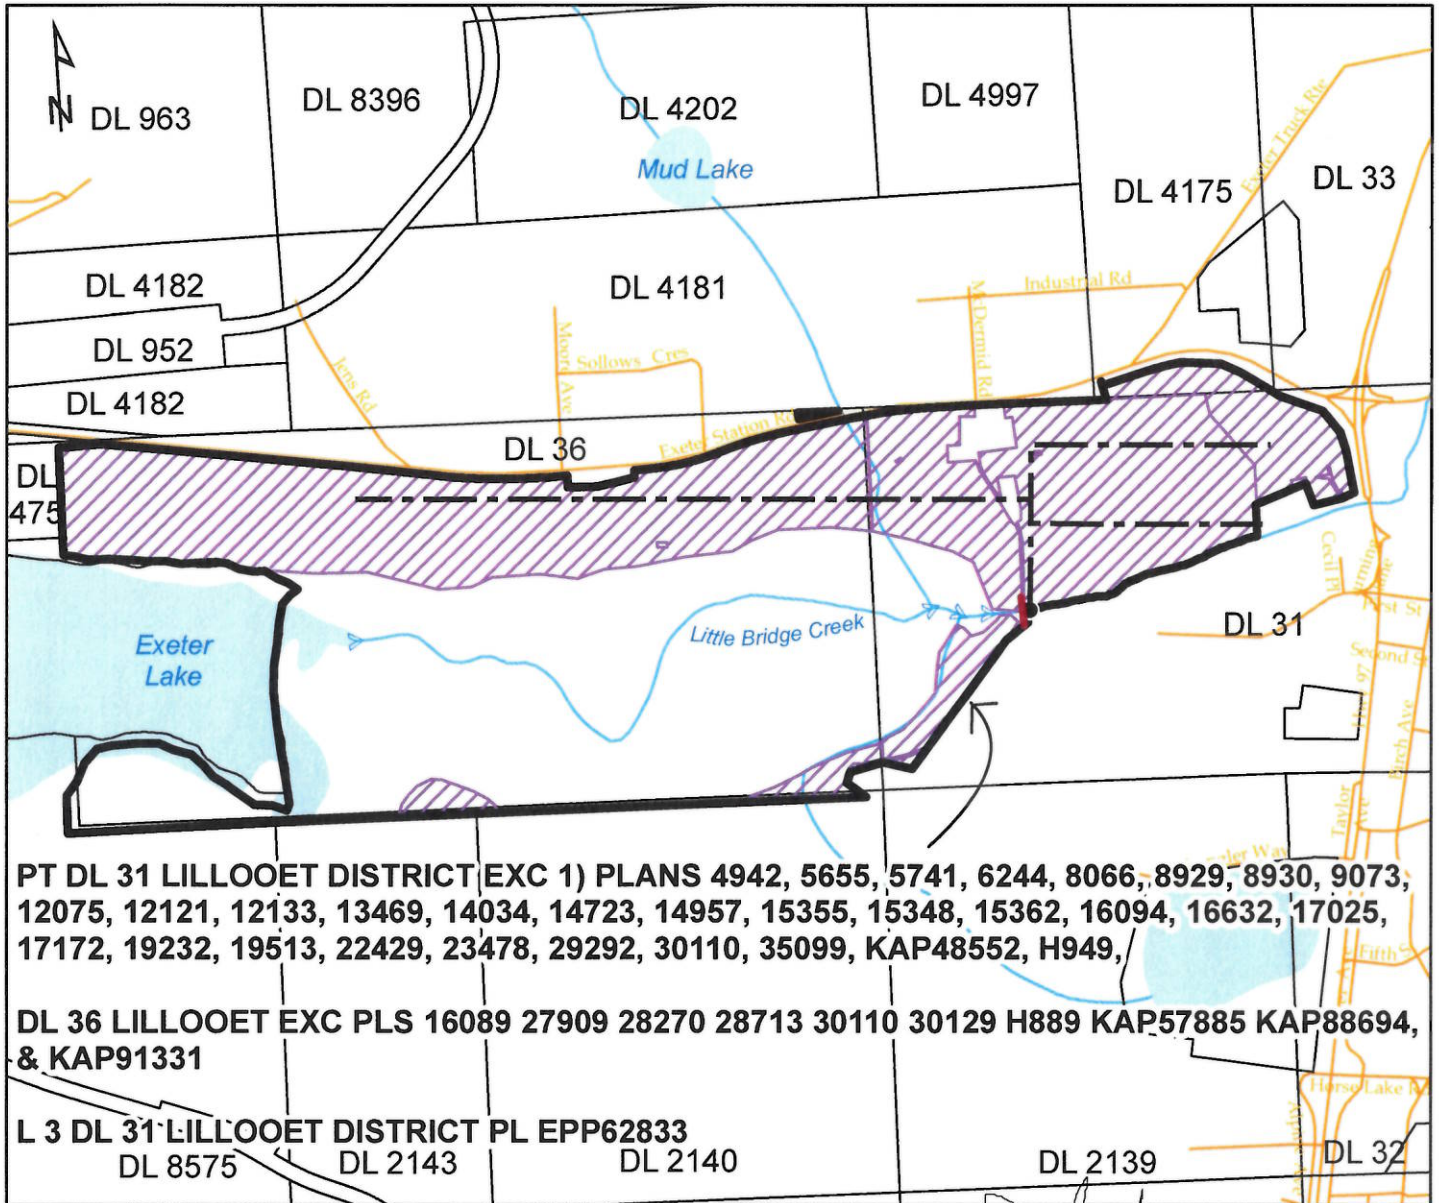 N
DL 963
DL 8396
DL 4202
DL 4997
Mud Lake
DL 4175
DL 33
Exeter Truck Rte
DL 4182
DL 4181
Industrial Rd
DL 952
Jens Rd
Moore Ave
Sollows Cres
McDermid Rd
DL 4182
DL 36
Exeter Station Rd
DL
475
Cecil Pl
First St
DL 31
Exeter
Lake
Little Bridge Creek
Second St
Hwy 97
Birch Ave
Taylor
Ave
PT DL 31 LILLOOET DISTRICT EXC 1) PLANS 4942, 5655, 5741, 6244, 8066, 8929, 8930, 9073,
12075, 12121, 12133, 13469, 14034, 14723, 14957, 15355, 15348, 15362, 16094, 16632, 17025,
17172, 19232, 19513, 22429, 23478, 29292, 30110, 35099, KAP48552, H949,
Fifth S
DL 36 LILLOOET EXC PLS 16089 27909 28270 28713 30110 30129 H889 KAP57885 KAP88694,
& KAP91331
Horse Lake R
L 3 DL 31 LILLOOET DISTRICT PL EPP62833
DL 8575
DL 2143
DL 2140
DL 2139
DL 32